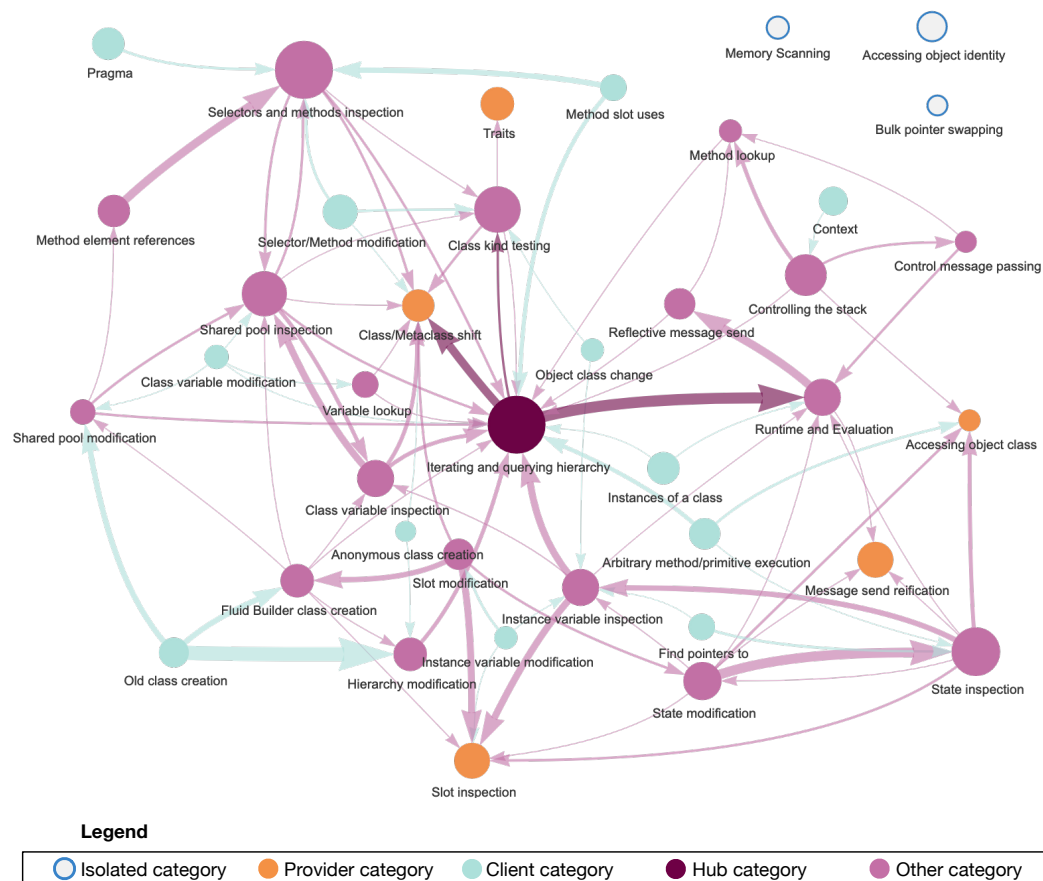 Memory Scanning
Accessing object identity
Pragma
Bulk pointer swapping
Selectors and methods inspection
Method slot uses
Traits
Method lookup
Method element references
Selector/Method modification
Class kind testing
Context
Control message passing
Shared pool inspection
Class/Metaclass shift
Reflective message send
Controlling the stack
Object class change
Class variable modification
Variable lookup
Shared pool modification
Runtime and Evaluation
Accessing object class
Iterating and querying hierarchy
Instances of a class
Class variable inspection
Anonymous class creation
Arbitrary method/primitive execution
Slot modification
Message send reification
Fluid Builder class creation
Instance variable inspection
Find pointers to
Instance variable modification
Old class creation
Hierarchy modification
State inspection
State modification
Slot inspection
Legend
Isolated category
Provider category
Client category
Hub category
Other category